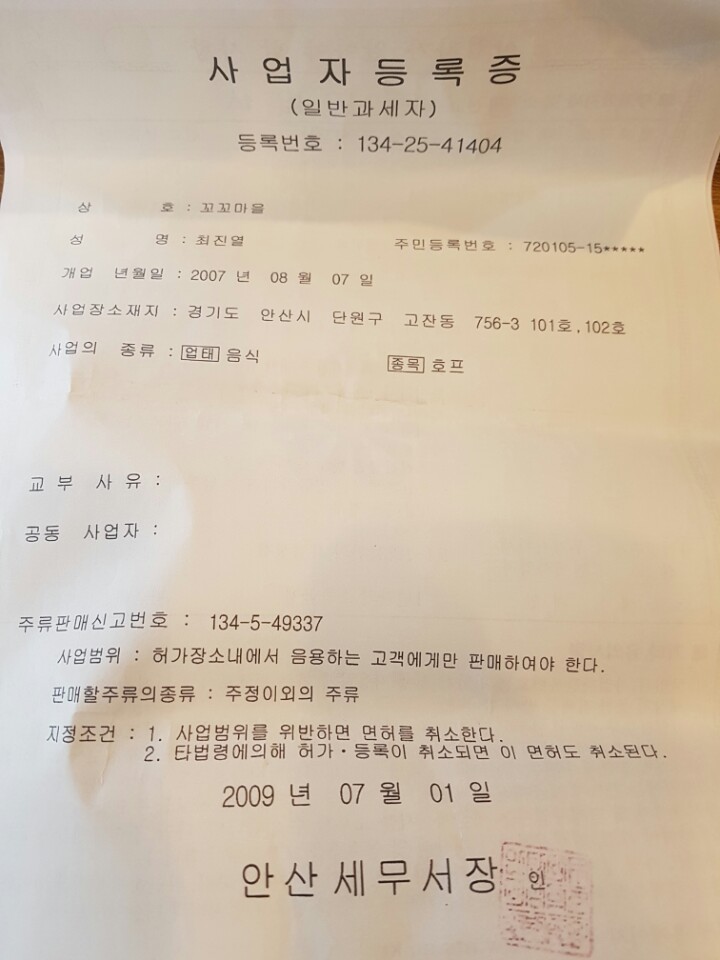 사업자등록증
(일반과세자)
등록번호 : 134-25-41404
상 호 : 꼬꼬마을
성 명 : 최진열 주민등록번호 : 720105-15*****
개업 년월일 : 2007 년 08 월 07 일
사업장소재지 : 경기도 안산시 단원구 고잔동 756-3 101호,102호
사업의 종류 : 업태 음식 종목 호프
교 부 사 유 :
공동 사업자 :
주류판매신고번호 : 134-5-49337
사업범위 : 허가장소내에서 음용하는 고객에게만 판매하여야 한다.
판매할주류의종류 : 주정이외의 주류
지정조건 : 1. 사업범위를 위반하면 면허를 취소한다.
2. 타법령에의해 허가·등록이 취소되면 이 면허도 취소된다.
2009 년 07 월 01 일
안산세무서장 인